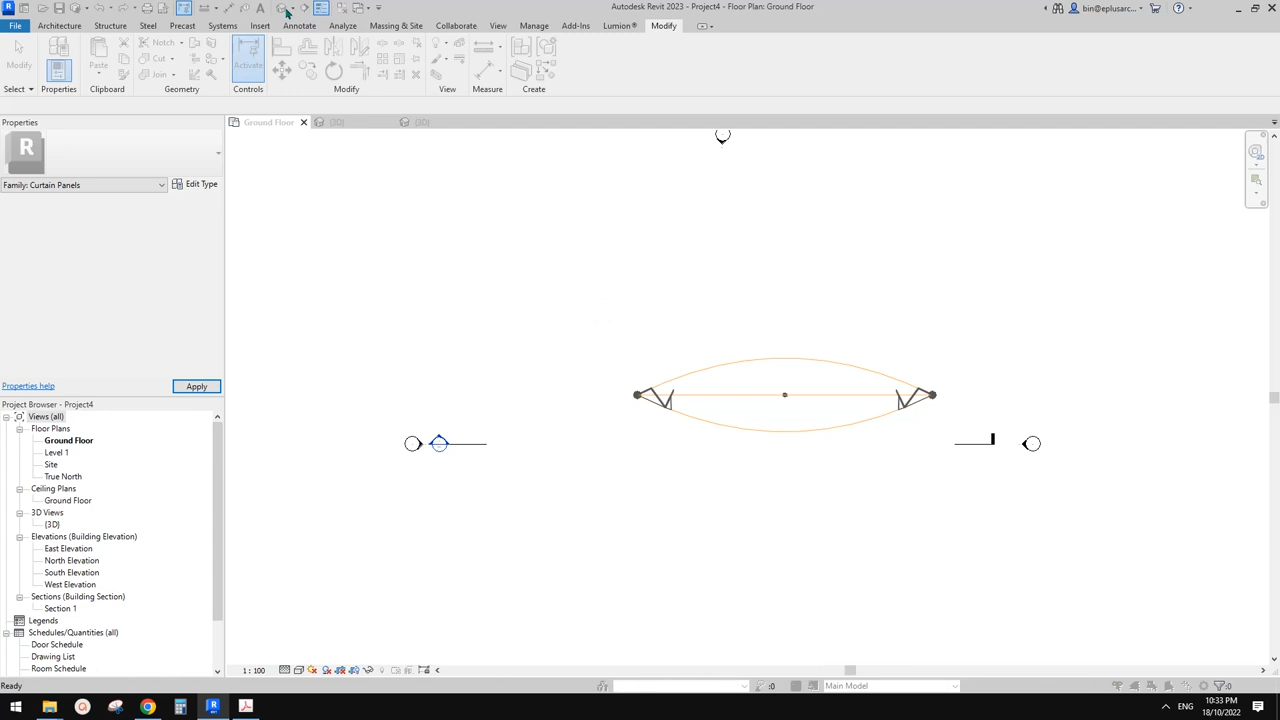 Autodesk Revit 2023 - Project4 - Floor Plan: Ground Floor
bin@eplusarc...
File Architecture Structure Steel Precast Systems Insert Annotate Analyze Massing & Site Collaborate View Manage Add-Ins Lumion® Modify
Modify Paste Notch Cut Join Activate
Select Properties Clipboard Geometry Controls Modify View Measure Create
Properties
Ground Floor {3D} {3D}
R
Family: Curtain Panels Edit Type
Properties help Apply
Project Browser - Project4
Views (all)
Floor Plans
Ground Floor
Level 1
Site
True North
Ceiling Plans
Ground Floor
3D Views
{3D}
Elevations (Building Elevation)
East Elevation
North Elevation
South Elevation
West Elevation
Sections (Building Section)
Section 1
Legends
Schedules/Quantities (all)
Door Schedule
Drawing List
Room Schedule
1 : 100
Ready :0 Main Model :0
ENG 10:33 PM
18/10/2022